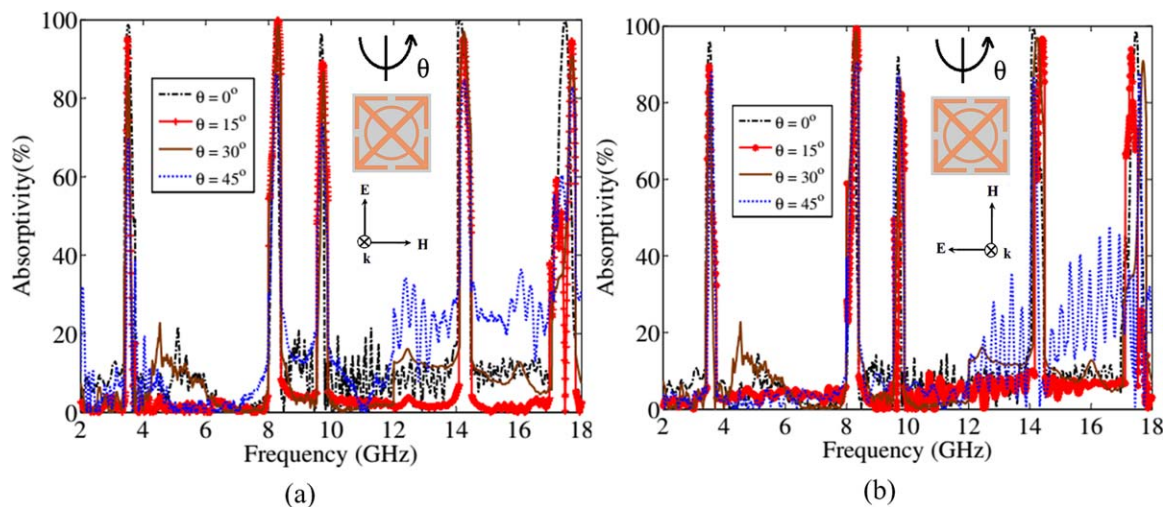 100
80
60
40
20
0
Absorptivity(%)
2 4 6 8 10 12 14 16 18
Frequency (GHz)
θ = 0°
θ = 15°
θ = 30°
θ = 45°
θ
E
H
k
(a)
100
80
60
40
20
0
Absorptivity(%)
2 4 6 8 10 12 14 16 18
Frequency (GHz)
θ = 0°
θ = 15°
θ = 30°
θ = 45°
θ
H
E k
(b)